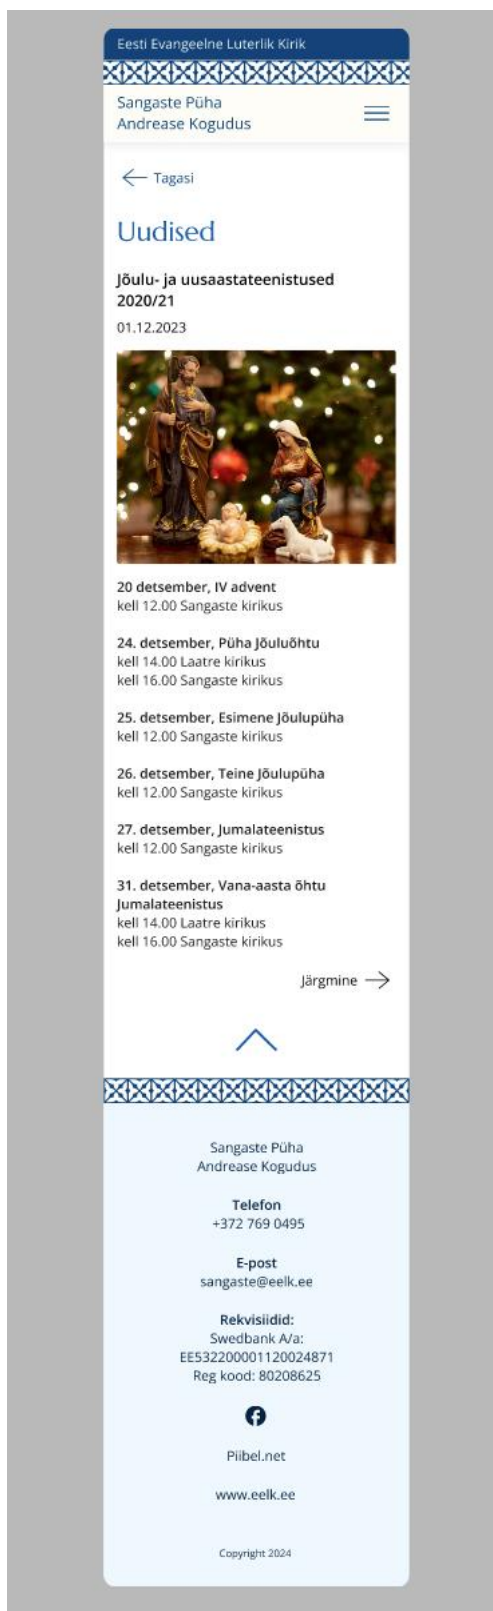 Eesti Evangeelne Luterlik Kirik
Sangaste Püha
Andrease Kogudus
Tagasi
Uudised
Jõulu- ja uusaastateenistused
2020/21
01.12.2023
20 detsember, IV advent
kell 12.00 Sangaste kirikus
24. detsember, Püha Jõuluõhtu
kell 14.00 Laatre kirikus
kell 16.00 Sangaste kirikus
25. detsember, Esimene Jõulupüha
kell 12.00 Sangaste kirikus
26. detsember, Teine Jõulupüha
kell 12.00 Sangaste kirikus
27. detsember, Jumalateenistus
kell 12.00 Sangaste kirikus
31. detsember, Vana-aasta õhtu
Jumalateenistus
kell 14.00 Laatre kirikus
kell 16.00 Sangaste kirikus
Järgmine
Sangaste Püha
Andrease Kogudus
Telefon
+372 769 0495
E-post
sangaste@eelk.ee
Rekvisiidid:
Swedbank A/a:
EE532200001120024871
Reg kood: 80208625
Piibel.net
www.eelk.ee
Copyright 2024